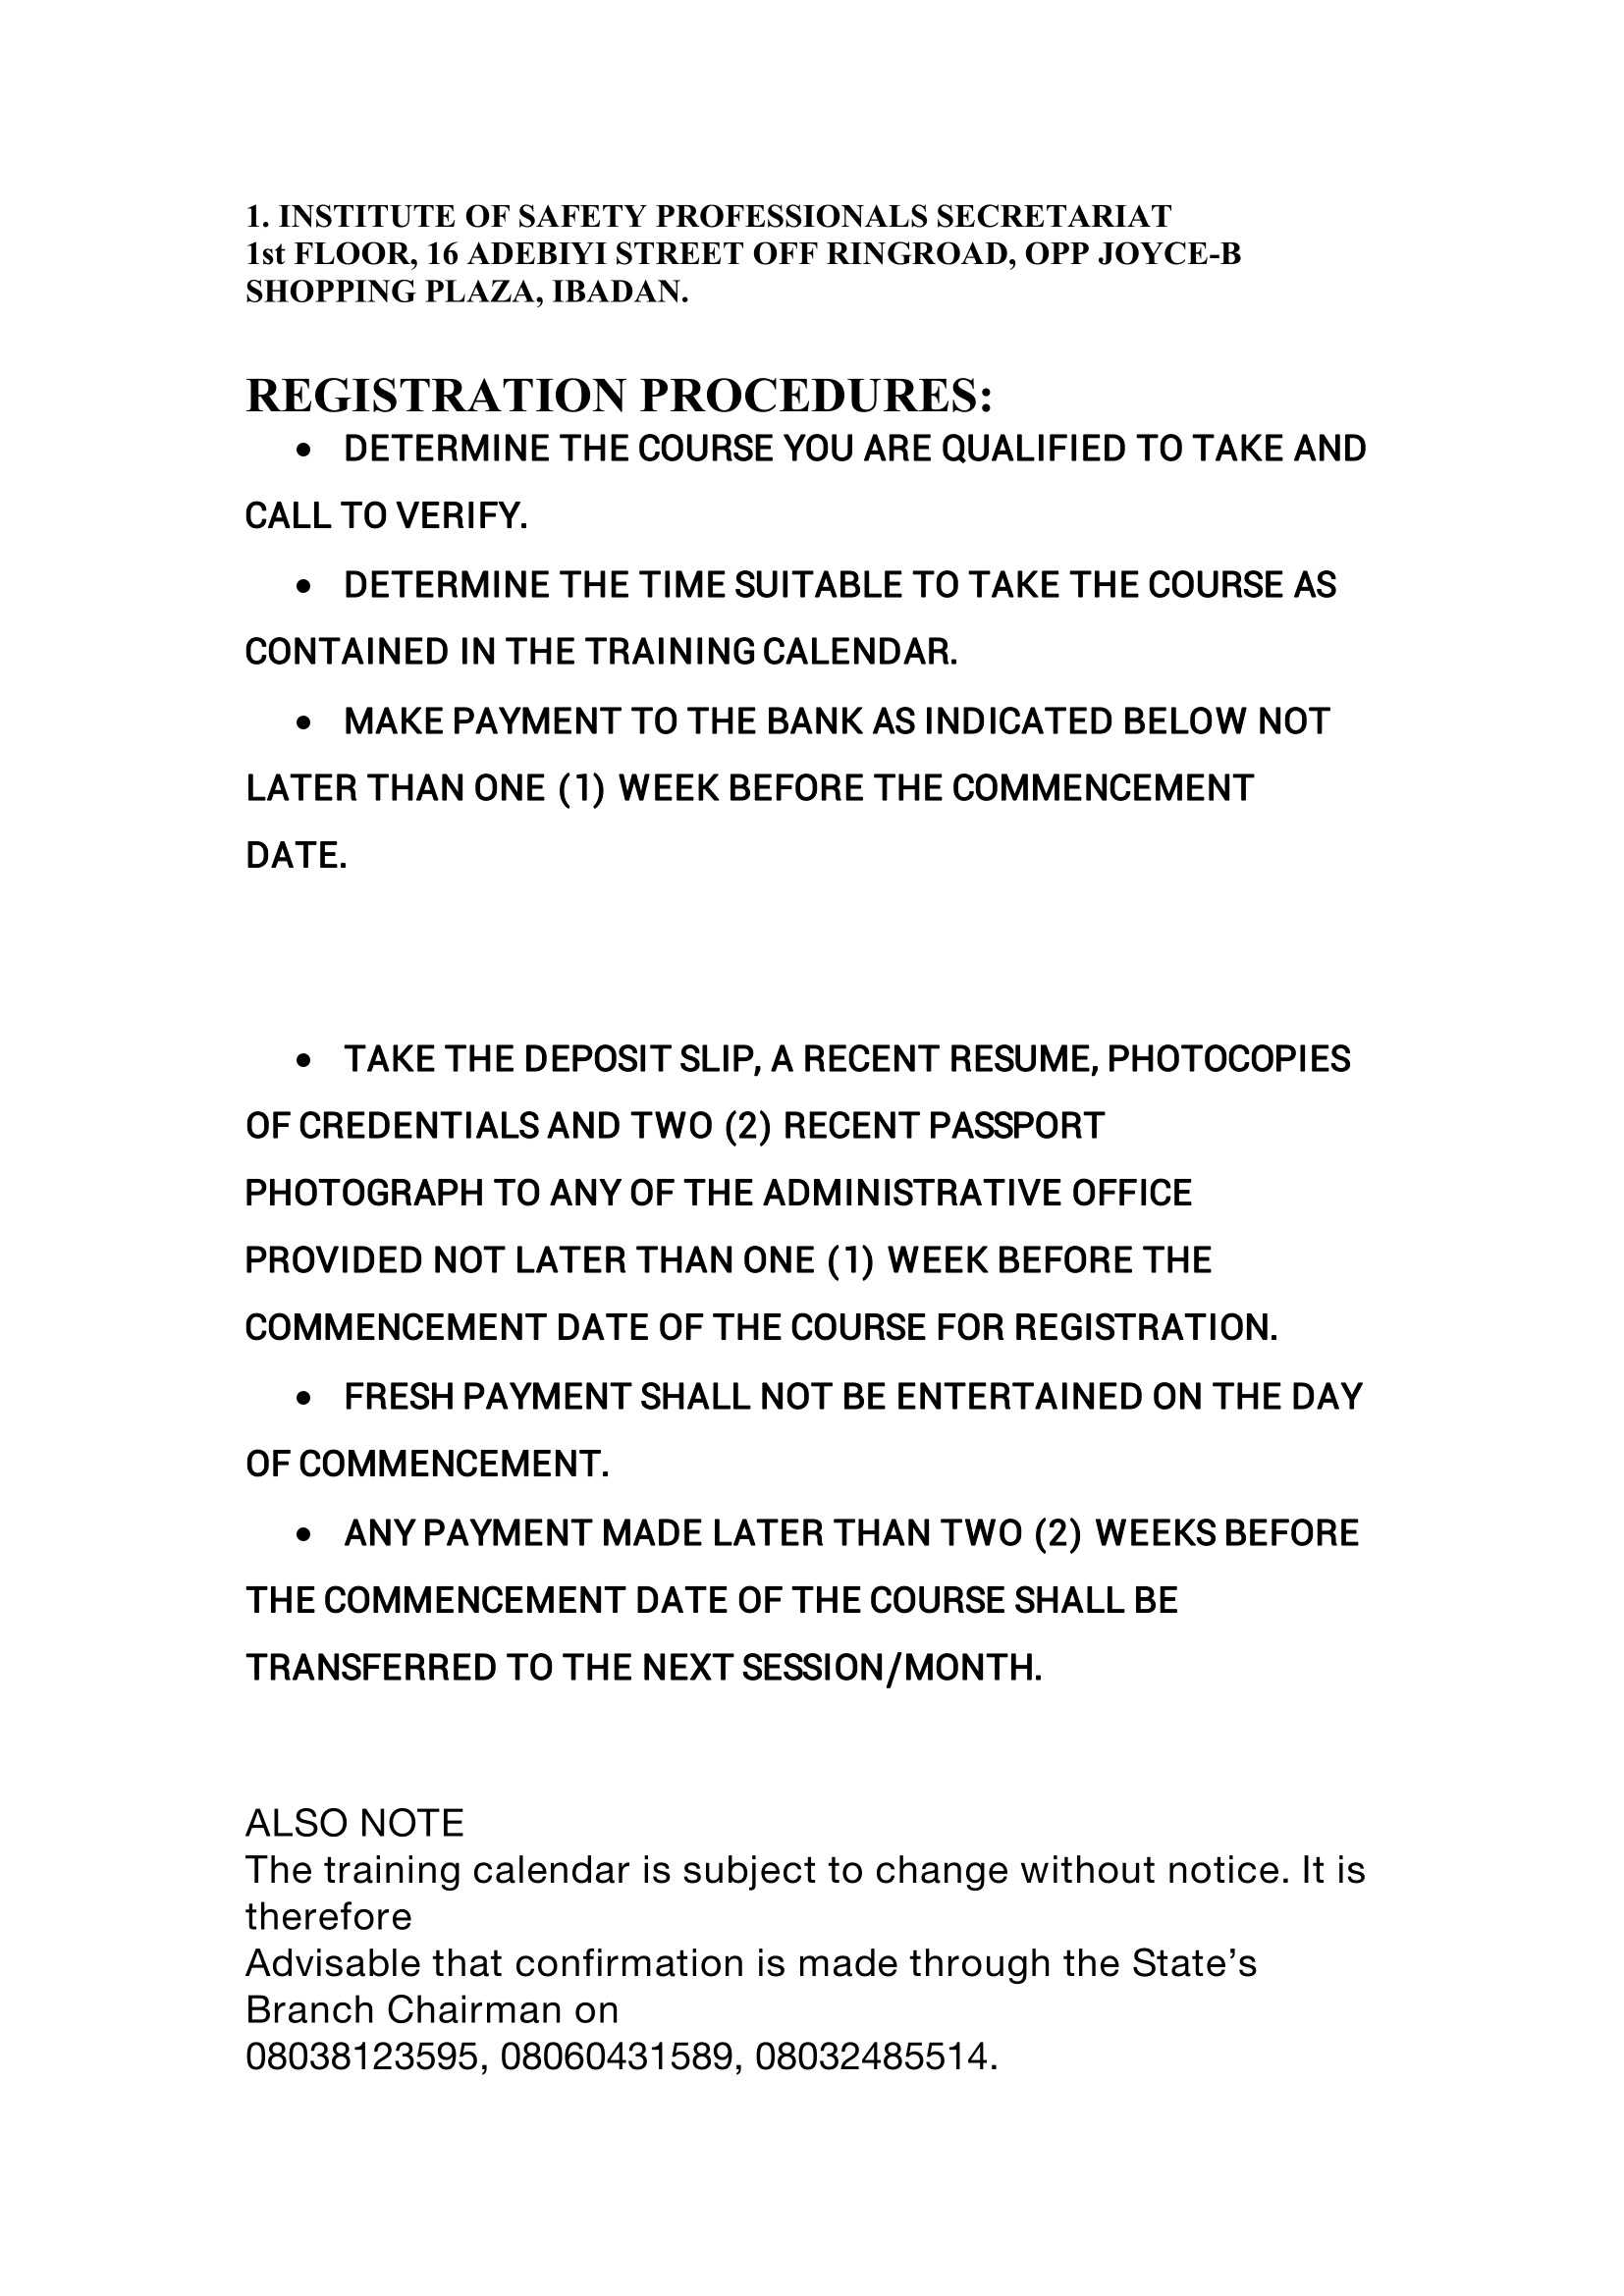 1. INSTITUTE OF SAFETY PROFESSIONALS SECRETARIAT
1st FLOOR, 16 ADEBIYI STREET OFF RINGROAD, OPP JOYCE-B
SHOPPING PLAZA, IBADAN.
REGISTRATION PROCEDURES:
• DETERMINE THE COURSE YOU ARE QUALIFIED TO TAKE AND
CALL TO VERIFY.
• DETERMINE THE TIME SUITABLE TO TAKE THE COURSE AS
CONTAINED IN THE TRAINING CALENDAR.
• MAKE PAYMENT TO THE BANK AS INDICATED BELOW NOT
LATER THAN ONE (1) WEEK BEFORE THE COMMENCEMENT
DATE.
• TAKE THE DEPOSIT SLIP, A RECENT RESUME, PHOTOCOPIES
OF CREDENTIALS AND TWO (2) RECENT PASSPORT
PHOTOGRAPH TO ANY OF THE ADMINISTRATIVE OFFICE
PROVIDED NOT LATER THAN ONE (1) WEEK BEFORE THE
COMMENCEMENT DATE OF THE COURSE FOR REGISTRATION.
• FRESH PAYMENT SHALL NOT BE ENTERTAINED ON THE DAY
OF COMMENCEMENT.
• ANY PAYMENT MADE LATER THAN TWO (2) WEEKS BEFORE
THE COMMENCEMENT DATE OF THE COURSE SHALL BE
TRANSFERRED TO THE NEXT SESSION/MONTH.
ALSO NOTE
The training calendar is subject to change without notice. It is
therefore
Advisable that confirmation is made through the State’s
Branch Chairman on
08038123595, 08060431589, 08032485514.